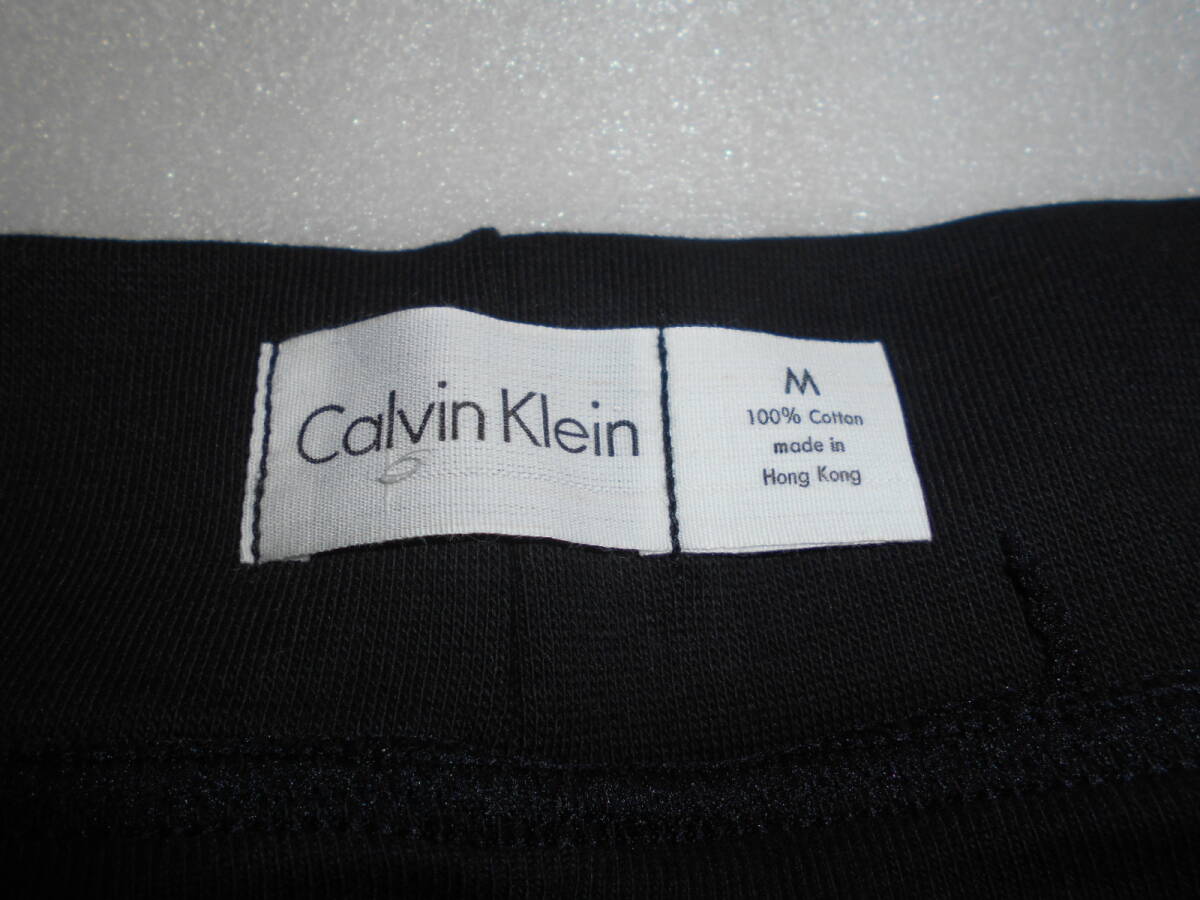 Calvin Klein
M
100% Cotton
made in
Hong Kong